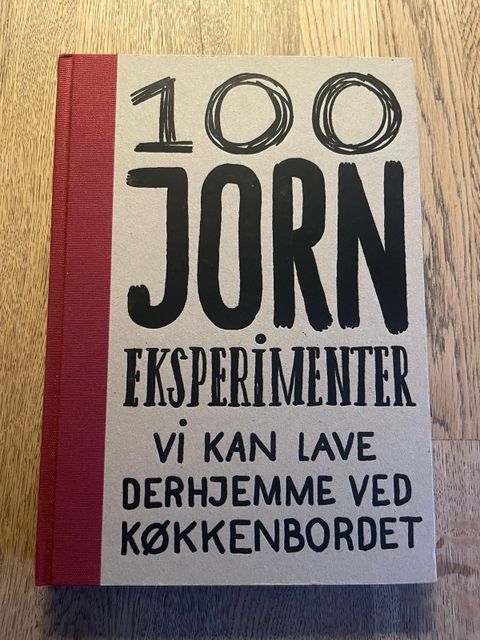 100
JORN
EKSPERiMENTER
Vi KAN LAVE
DERHJEMME VED
KØKKENBORDET